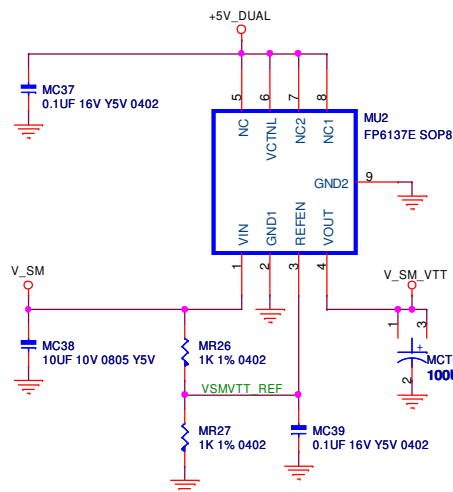 +5V_DUAL
MC37
0.1UF 16V Y5V 0402
5
6
7
8
NC
VCTNL
NC2
NC1
MU2
FP6137E SOP8
GND2
9
VIN
GND1
REFEN
VOUT
1
2
3
4
V_SM
V_SM_VTT
MC38
10UF 10V 0805 Y5V
MR26
1K 1% 0402
1
3
+
2
VSMVTT_REF
MR27
1K 1% 0402
MC39
0.1UF 16V Y5V 0402